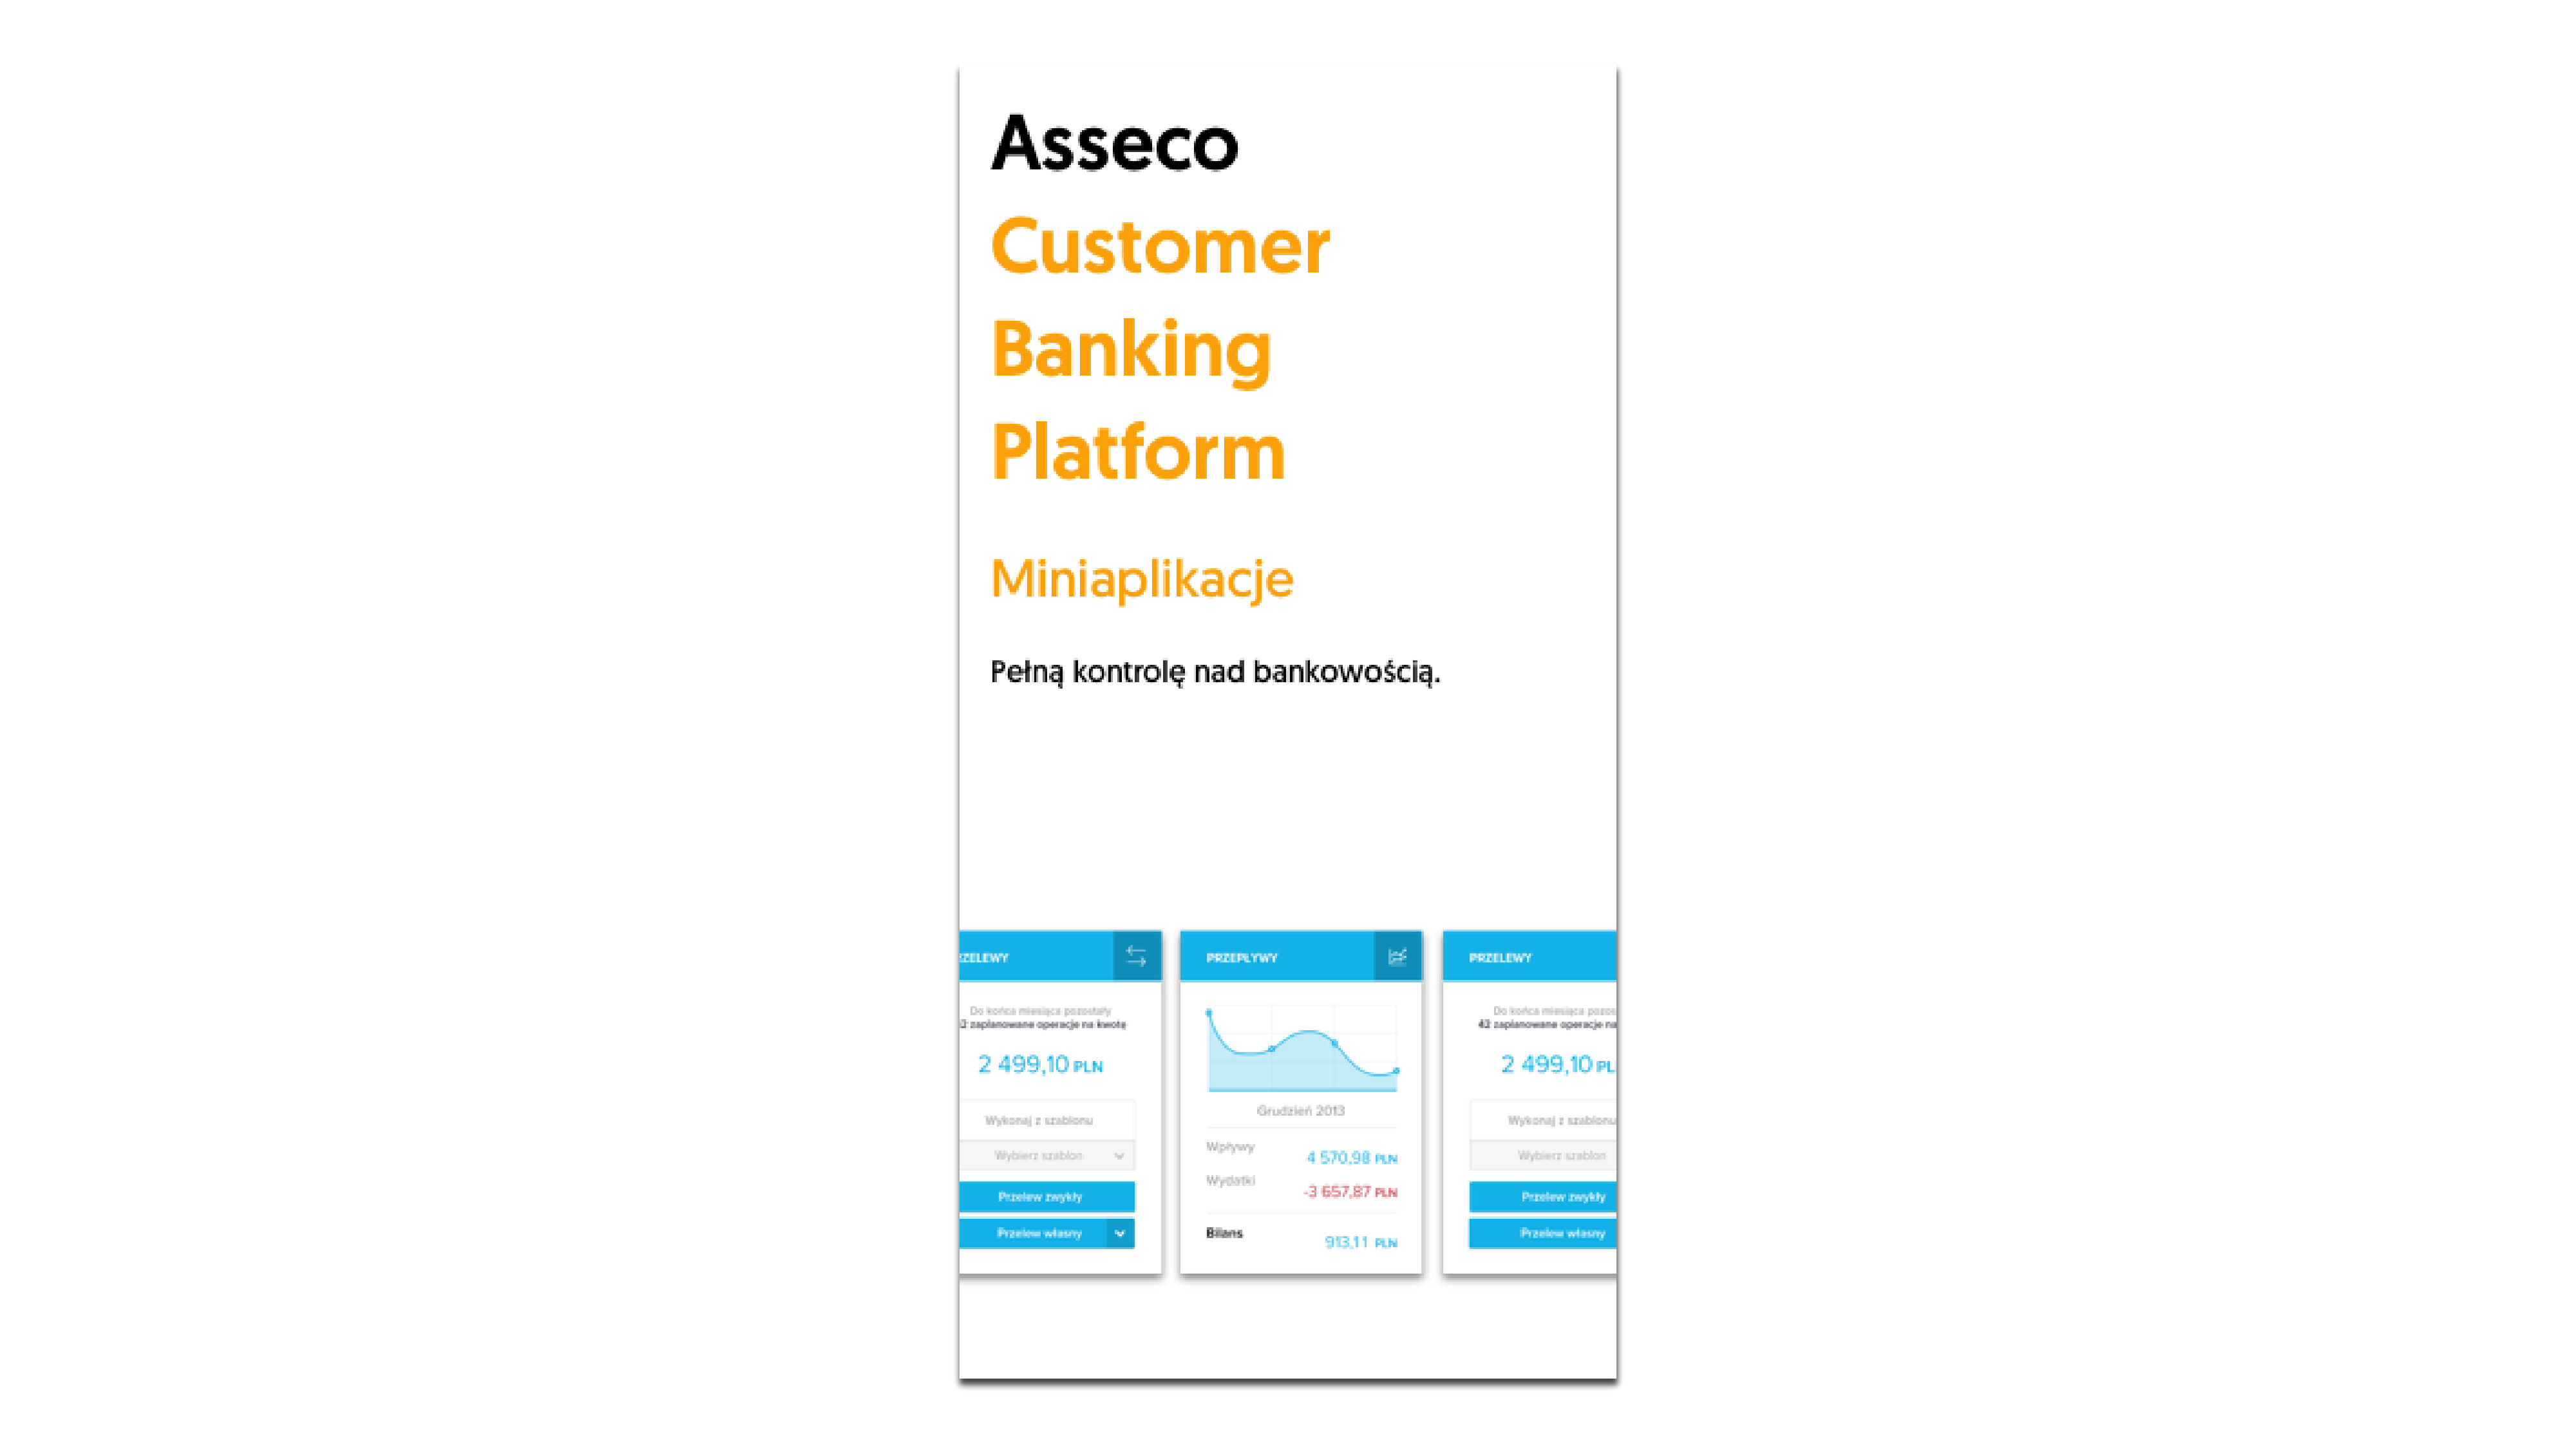 Asseco
Customer
Banking
Platform
Miniaplikacje
Pełną kontrolę nad bankowością.
ZELEWY
Do końca miesiąca pozostały
2 zaplanowane operacje na kwotę
2 499,10 PLN
Wykonaj z szablonu
Wybierz szablon
Przelew zwykły
Przelew własny
PRZEPŁYWY
Grudzień 2013
Wpływy 4 570,98 PLN
Wydatki -3 657,87 PLN
Bilans 913,11 PLN
PRZELEWY
Do końca miesiąca pozos
42 zaplanowane operacje na
2 499,10 PL
Wykonaj z szablonu
Wybierz szablon
Przelew zwykły
Przelew własny